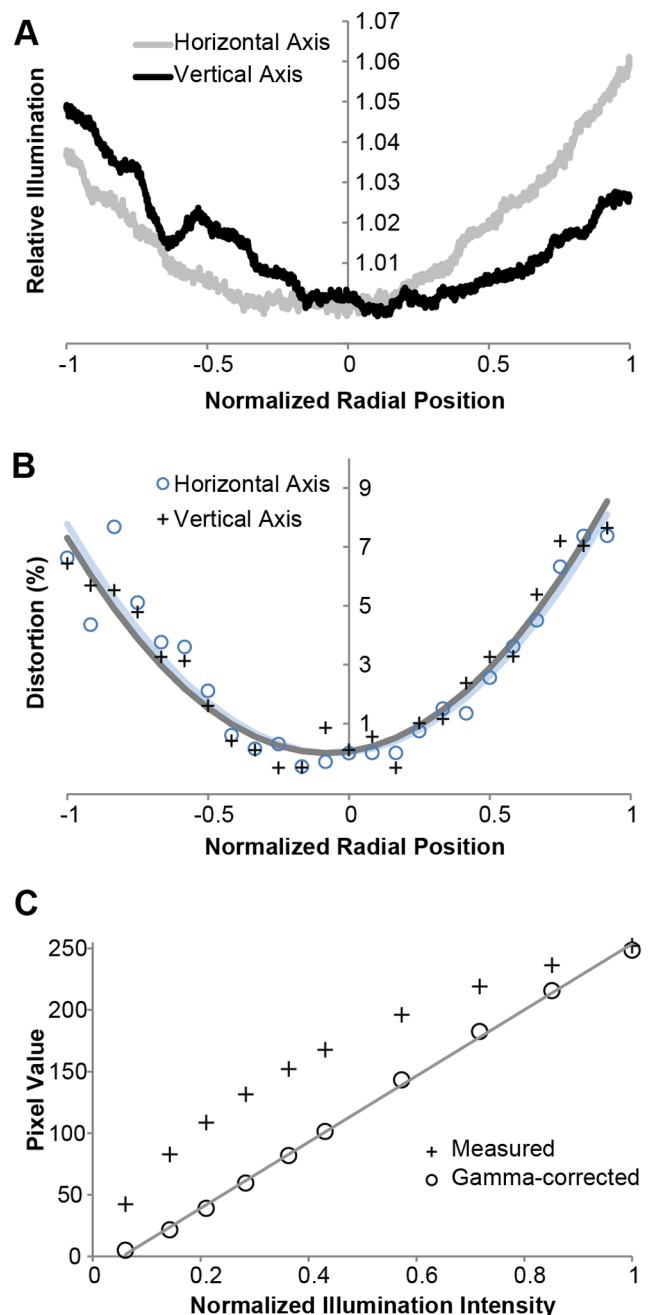 A
Horizontal Axis
Vertical Axis
Relative Illumination
1.07
1.06
1.05
1.04
1.03
1.02
1.01
-1 -0.5 0 0.5 1
Normalized Radial Position
B
Horizontal Axis
Vertical Axis
Distortion (%)
9
7
5
3
1
-1 -0.5 0 0.5 1
Normalized Radial Position
C
Pixel Value
250
200
150
100
50
0
Measured
Gamma-corrected
0 0.2 0.4 0.6 0.8 1
Normalized Illumination Intensity